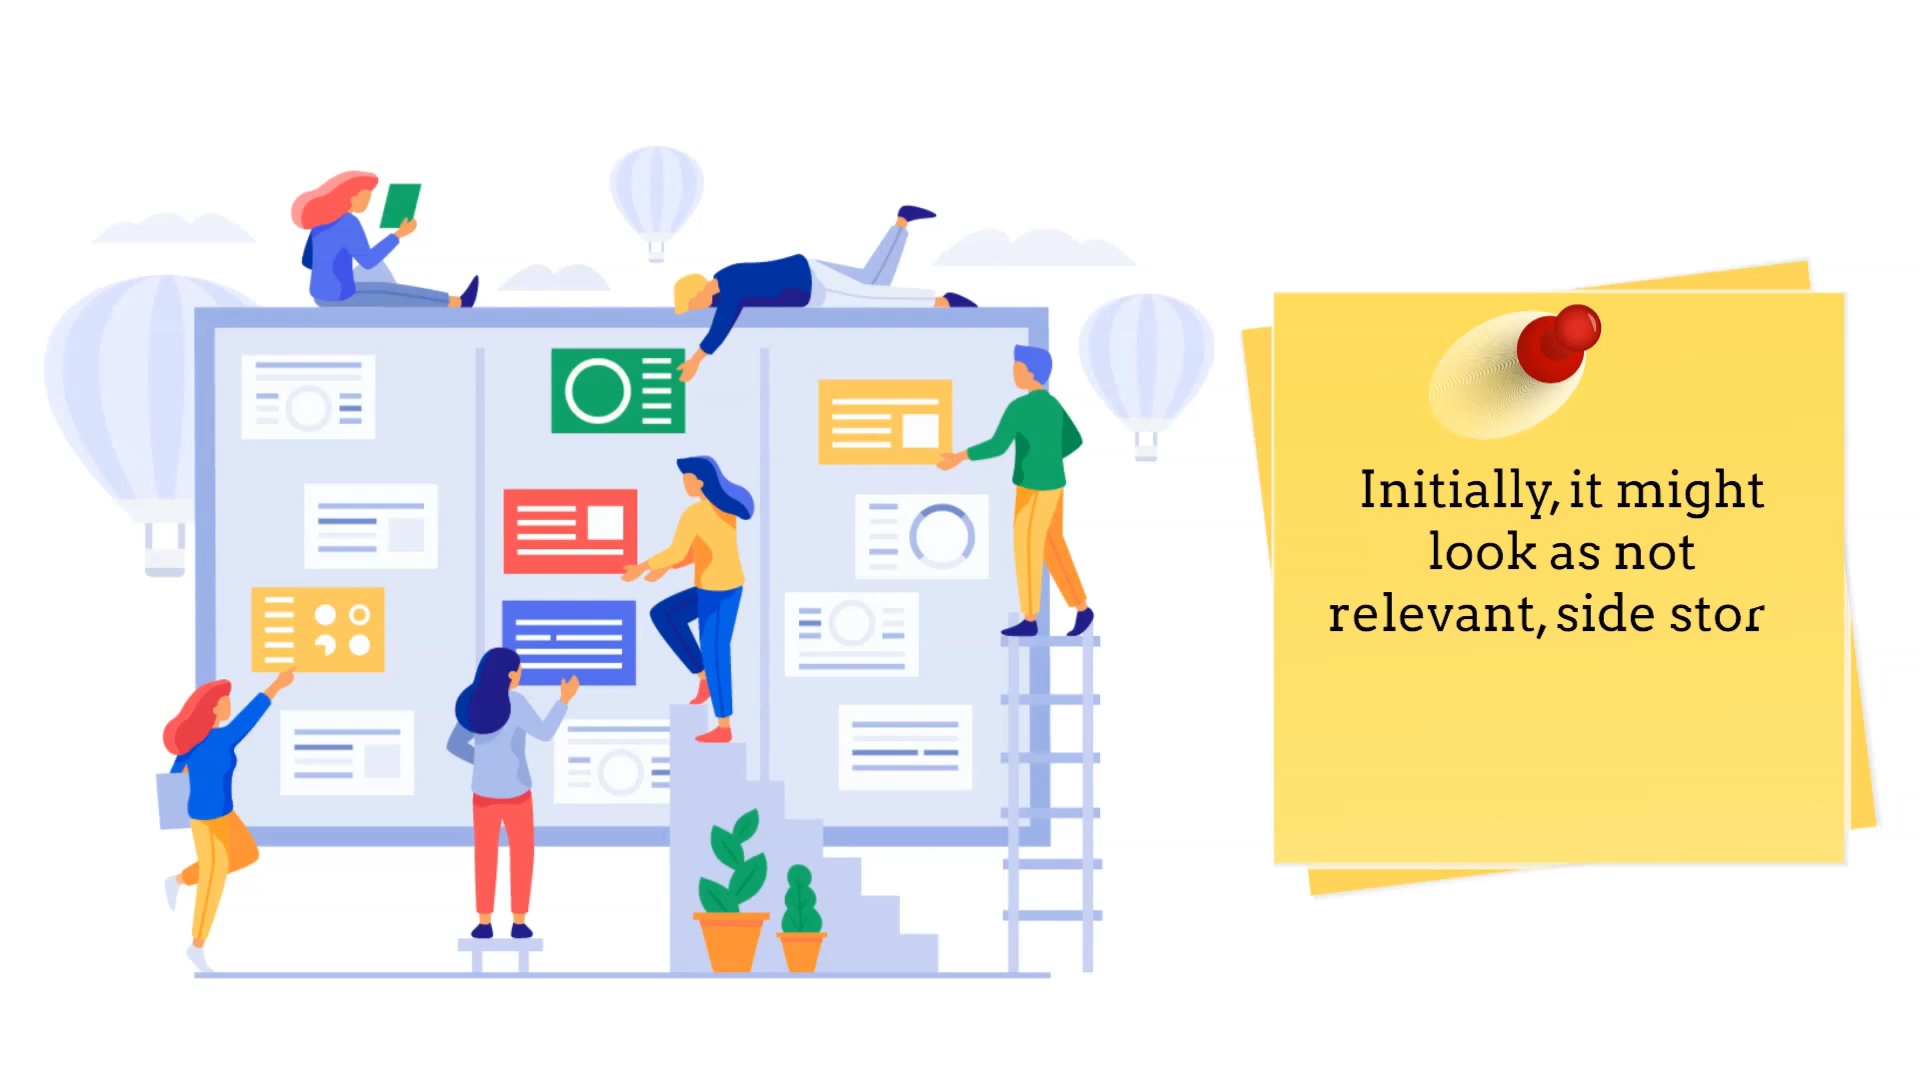 Initially, it might
look as not
relevant, side stor